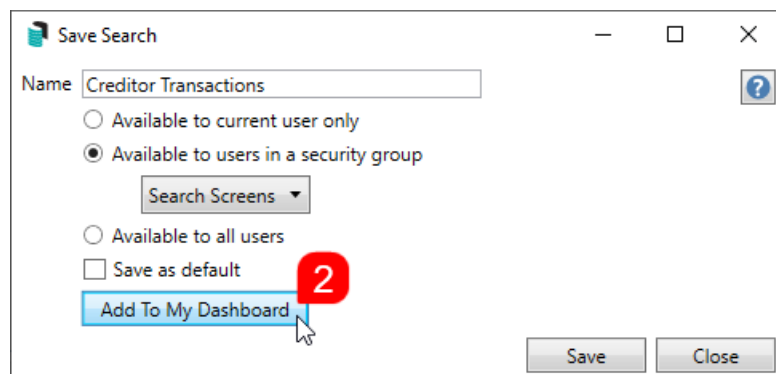 Save Search
Name Creditor Transactions
Available to current user only
Available to users in a security group
Search Screens
Available to all users
Save as default
2
Add To My Dashboard
Save Close